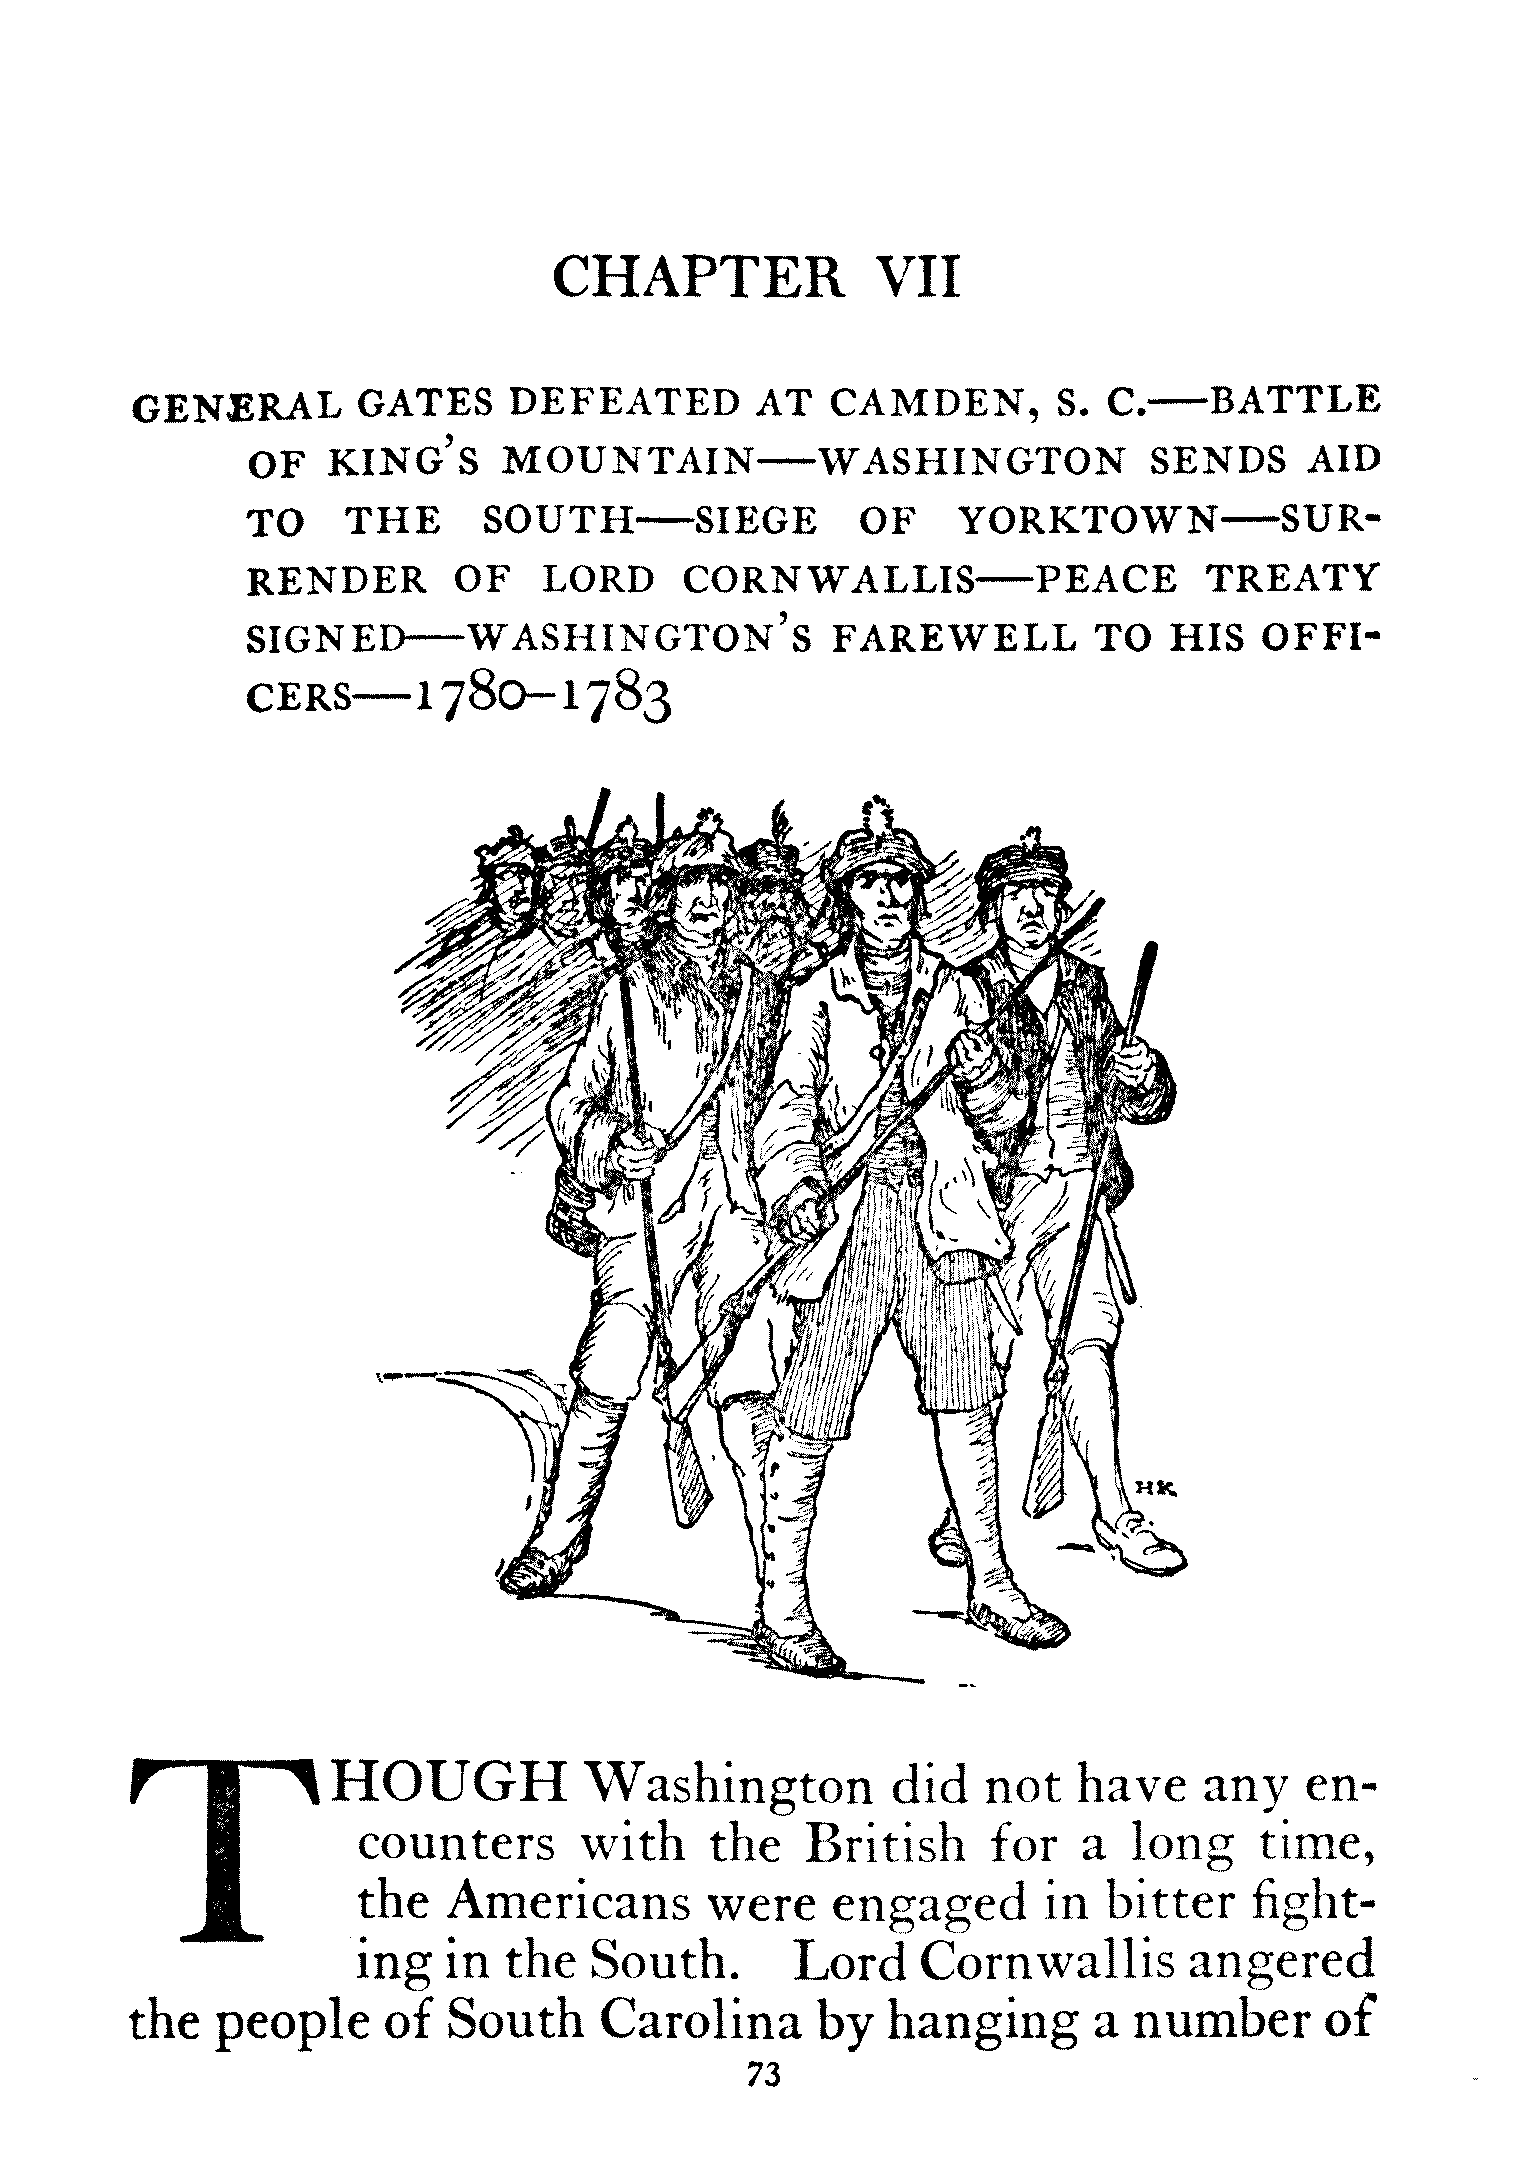 CHAPTER VII
GENERAL GATES DEFEATED AT CAMDEN, S. C.—BATTLE
OF KING'S MOUNTAIN—WASHINGTON SENDS AID
TO THE SOUTH—SIEGE OF YORKTOWN—SUR-
RENDER OF LORD CORNWALLIS—PEACE TREATY
SIGNED—WASHINGTON'S FAREWELL TO HIS OFFI-
CERS—1780–1783
HK
THOUGH Washington did not have any en-
counters with the British for a long time,
the Americans were engaged in bitter fight-
ing in the South. Lord Cornwallis angered
the people of South Carolina by hanging a number of
73